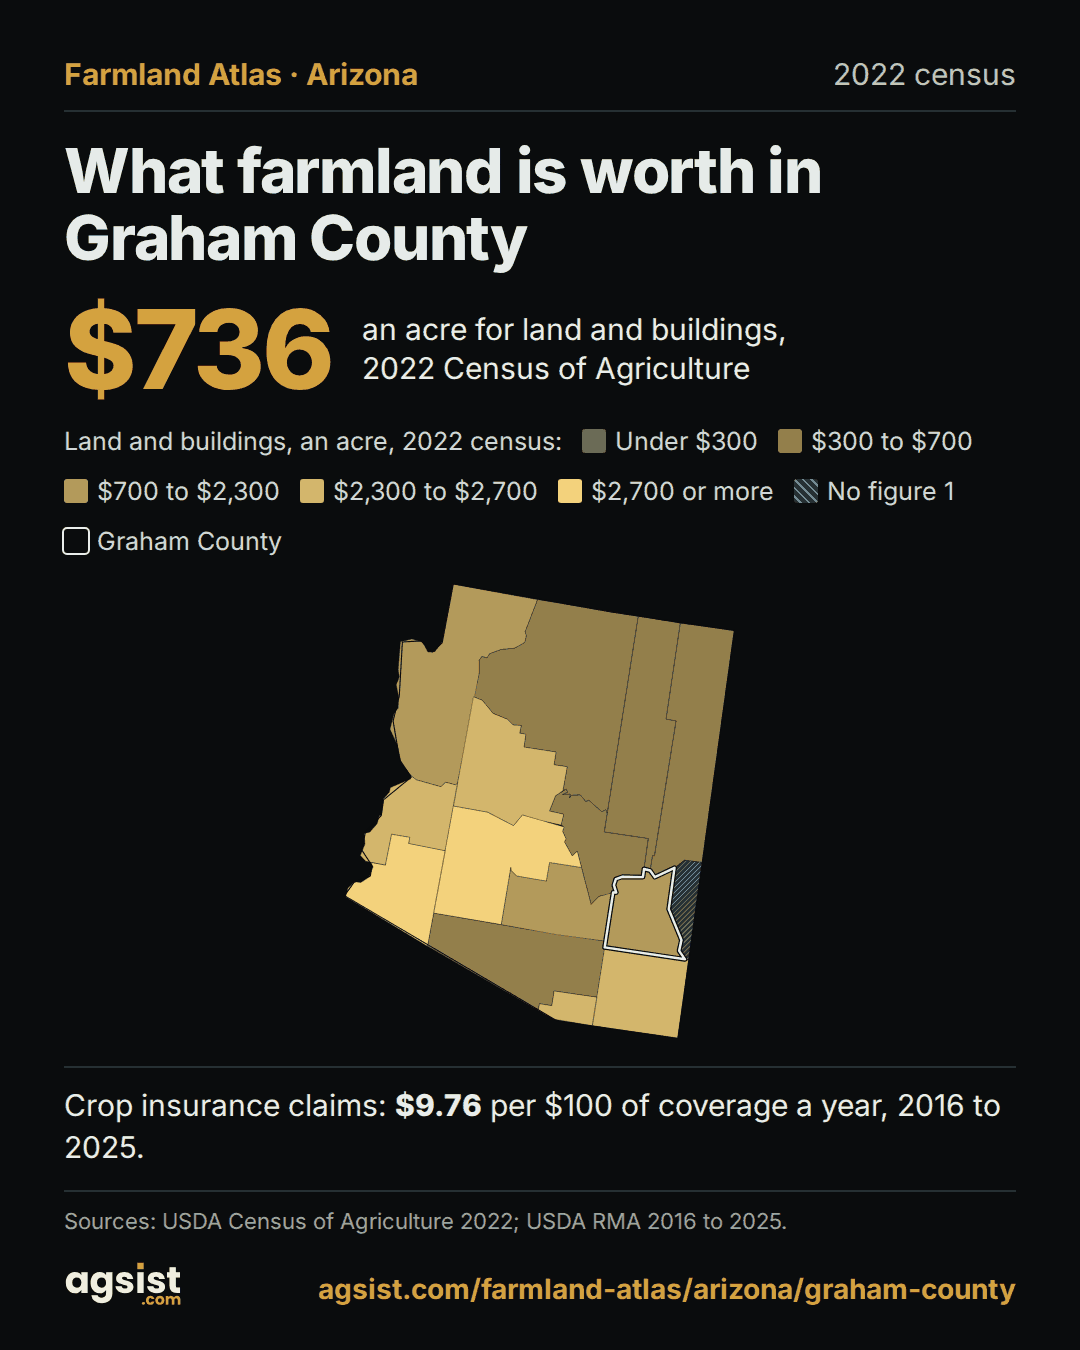 Farmland Atlas · Arizona
2022 census
What farmland is worth in
Graham County
$736
an acre for land and buildings,
2022 Census of Agriculture
Land and buildings, an acre, 2022 census: Under $300 $300 to $700
$700 to $2,300 $2,300 to $2,700 $2,700 or more No figure 1
Graham County
Crop insurance claims: $9.76 per $100 of coverage a year, 2016 to
2025.
Sources: USDA Census of Agriculture 2022; USDA RMA 2016 to 2025.
agsist.com
agsist.com/farmland-atlas/arizona/graham-county